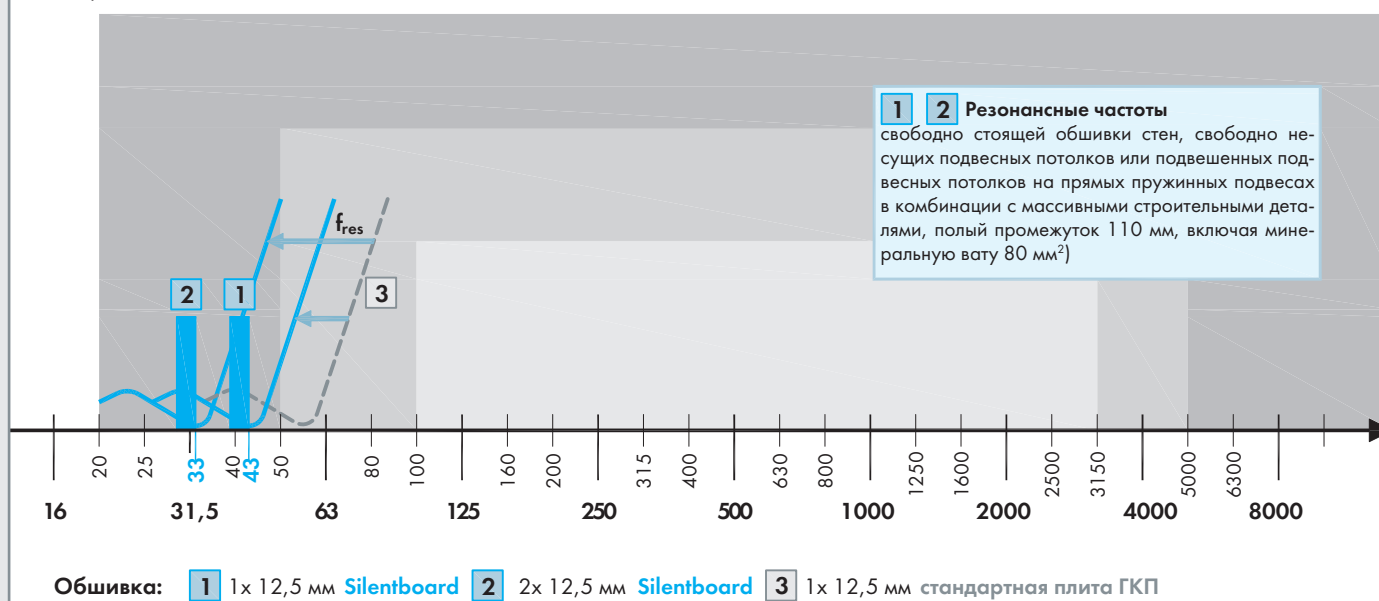 1 2 Резонансные частоты
свободно стоящей обшивки стен, свободно не-
сущих подвесных потолков или подвешенных под-
весных потолков на прямых пружинных подвесах
в комбинации с массивными строительными дета-
лями, полый промежуток 110 мм, включая мине-
ральную вату 80 мм²)
fres
2 1 3
20 25 33 40 43 50 80 100 160 200 315 400 630 800 1250 1600 2500 3150 5000 6300
16 31,5 63 125 250 500 1000 2000 4000 8000
Обшивка: 1 1x 12,5 мм Silentboard 2 2x 12,5 мм Silentboard 3 1x 12,5 мм стандартная плита ГКП